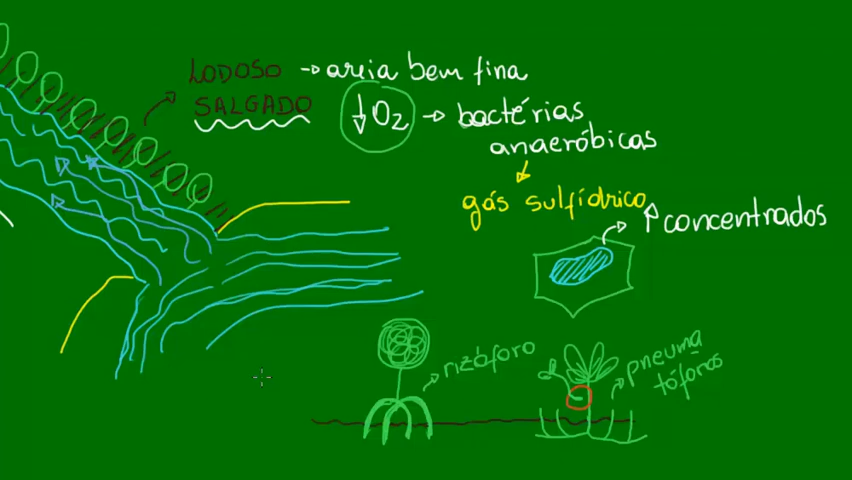 LODOSO → areia bem fina
SALGADO
↓O2 → bactérias
anaeróbicas
gás sulfídrico
↑concentrados
rizóforo
pneuma
tóforos